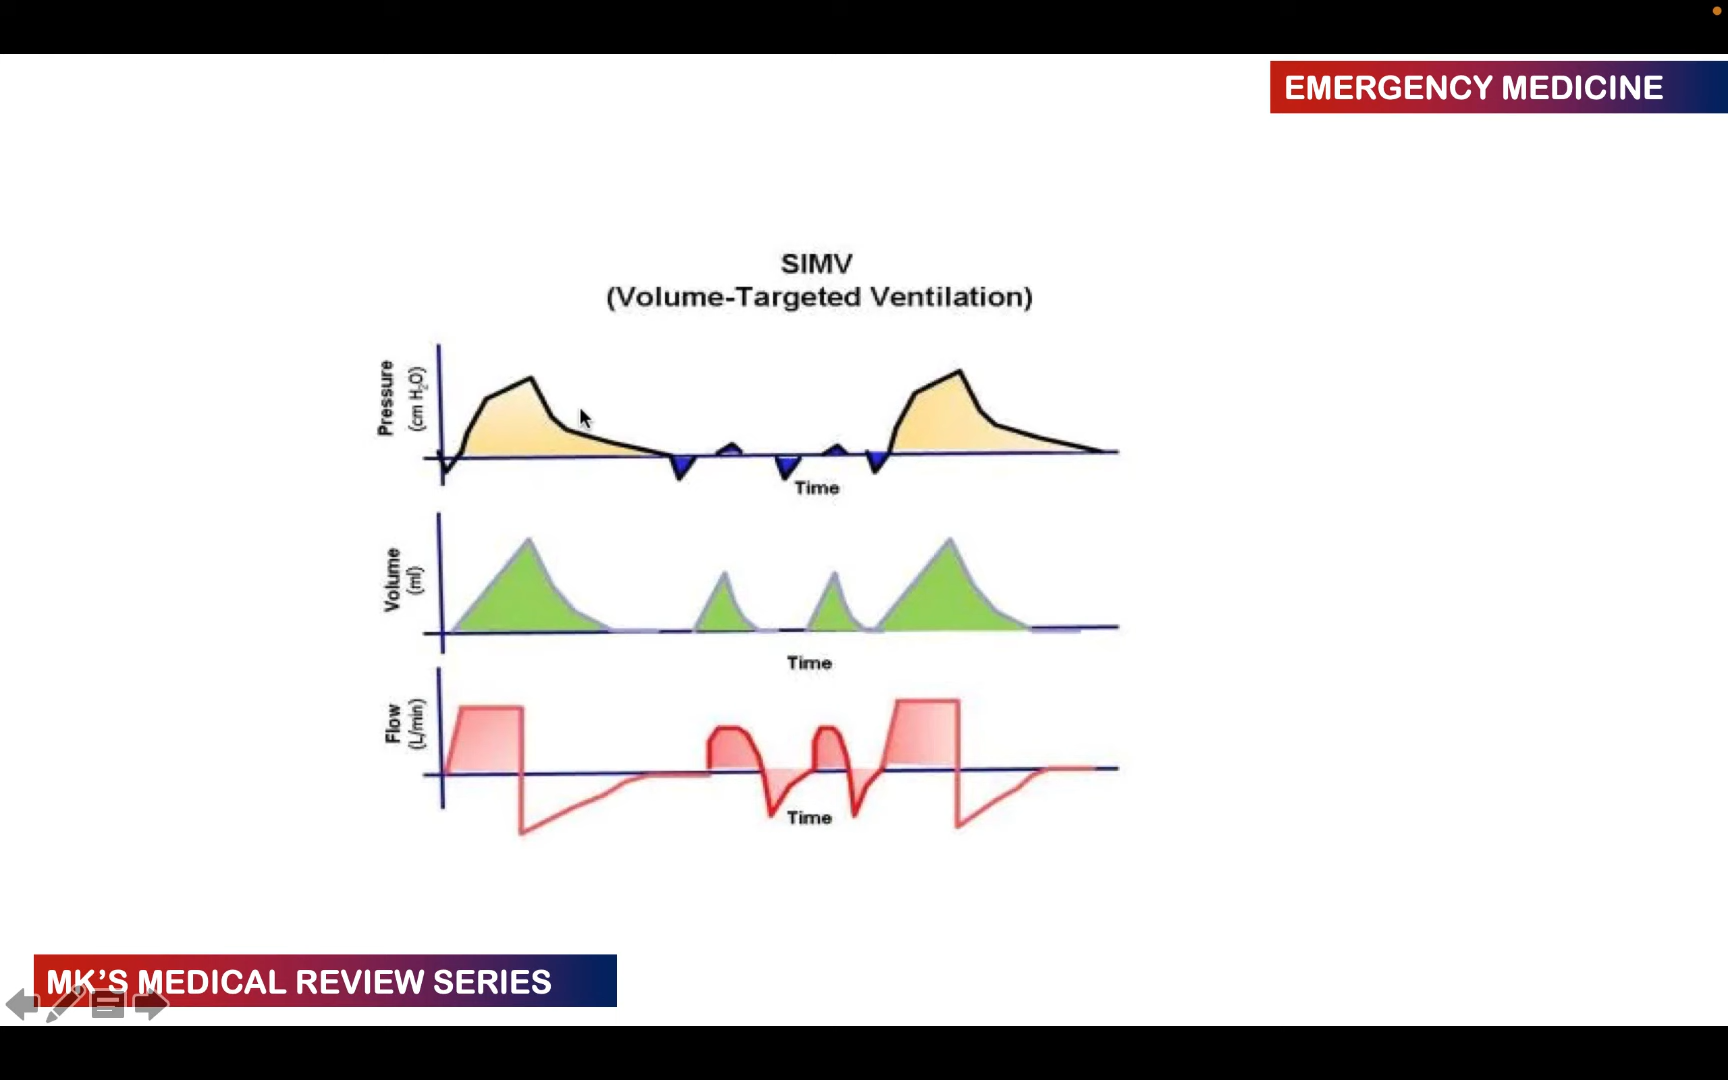 EMERGENCY MEDICINE
SIMV
(Volume-Targeted Ventilation)
Pressure
(cm H₂O)
Time
Volume
(ml)
Time
Flow
(L/min)
Time
MK'S MEDICAL REVIEW SERIES